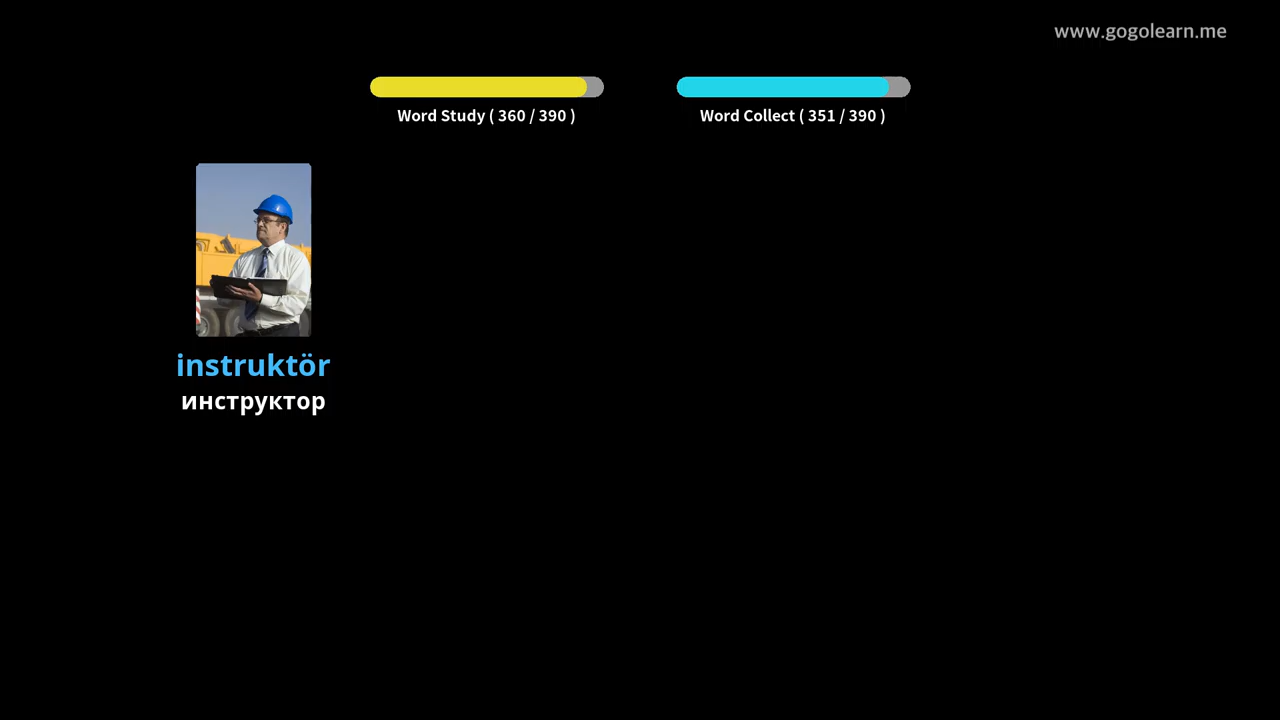 www.gogolearn.me
Word Study ( 360 / 390 )
Word Collect ( 351 / 390 )
instruktör
инструктор